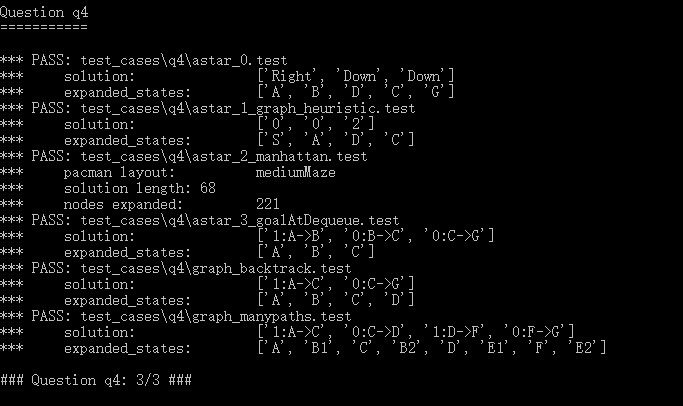 Question q4
===========
*** PASS: test_cases\q4\astar_0.test
***     solution:               ['Right', 'Down', 'Down']
***     expanded_states:        ['A', 'B', 'D', 'C', 'G']
*** PASS: test_cases\q4\astar_1_graph_heuristic.test
***     solution:               ['0', '0', '2']
***     expanded_states:        ['S', 'A', 'D', 'C']
*** PASS: test_cases\q4\astar_2_manhattan.test
***     pacman layout:          mediumMaze
***     solution length: 68
***     nodes expanded:         221
*** PASS: test_cases\q4\astar_3_goalAtDequeue.test
***     solution:               ['1:A->B', '0:B->C', '0:C->G']
***     expanded_states:        ['A', 'B', 'C']
*** PASS: test_cases\q4\graph_backtrack.test
***     solution:               ['1:A->C', '0:C->G']
***     expanded_states:        ['A', 'B', 'C', 'D']
*** PASS: test_cases\q4\graph_manypaths.test
***     solution:               ['1:A->C', '0:C->D', '1:D->F', '0:F->G']
***     expanded_states:        ['A', 'B1', 'C', 'B2', 'D', 'E1', 'F', 'E2']
### Question q4: 3/3 ###